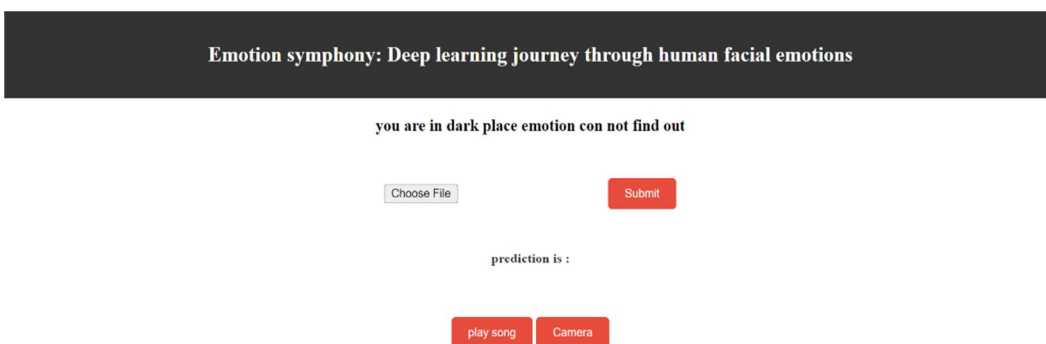 Emotion symphony: Deep learning journey through human facial emotions
you are in dark place emotion con not find out
Choose File Submit
prediction is :
play song Camera